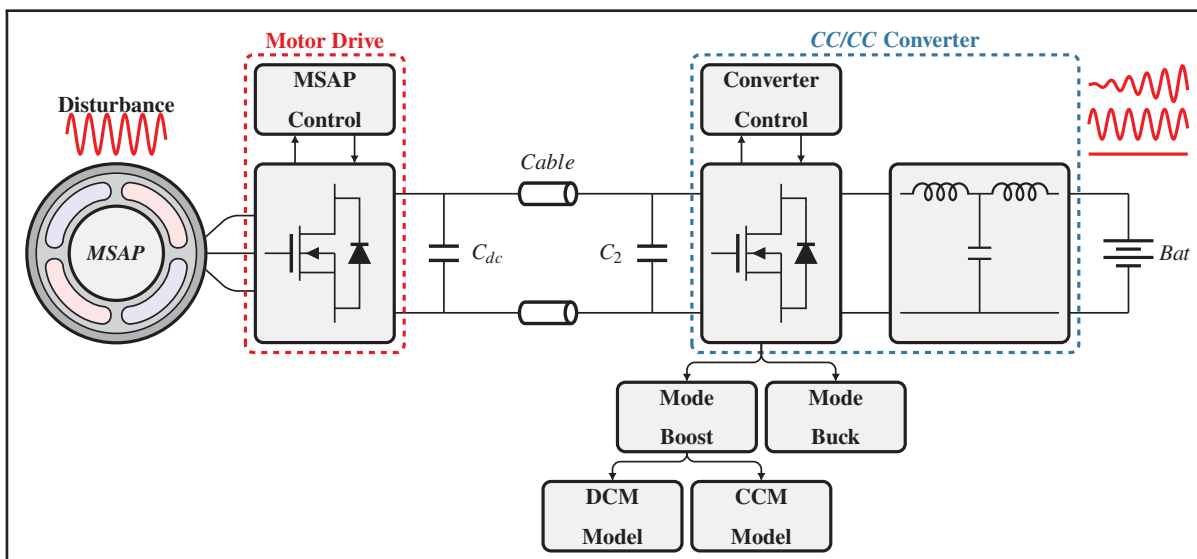 Motor Drive
CC/CC Converter
MSAP
Control
Converter
Control
Disturbance
Cable
MSAP
C_dc
C_2
Bat
Mode
Boost
Mode
Buck
DCM
Model
CCM
Model